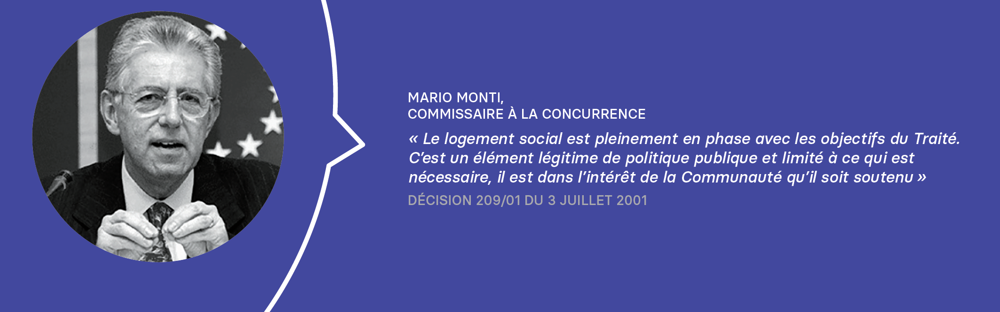 MARIO MONTI,
COMMISSAIRE À LA CONCURRENCE
« Le logement social est pleinement en phase avec les objectifs du Traité.
C’est un élément légitime de politique publique et limité à ce qui est
nécessaire, il est dans l’intérêt de la Communauté qu’il soit soutenu »
DÉCISION 209/01 DU 3 JUILLET 2001